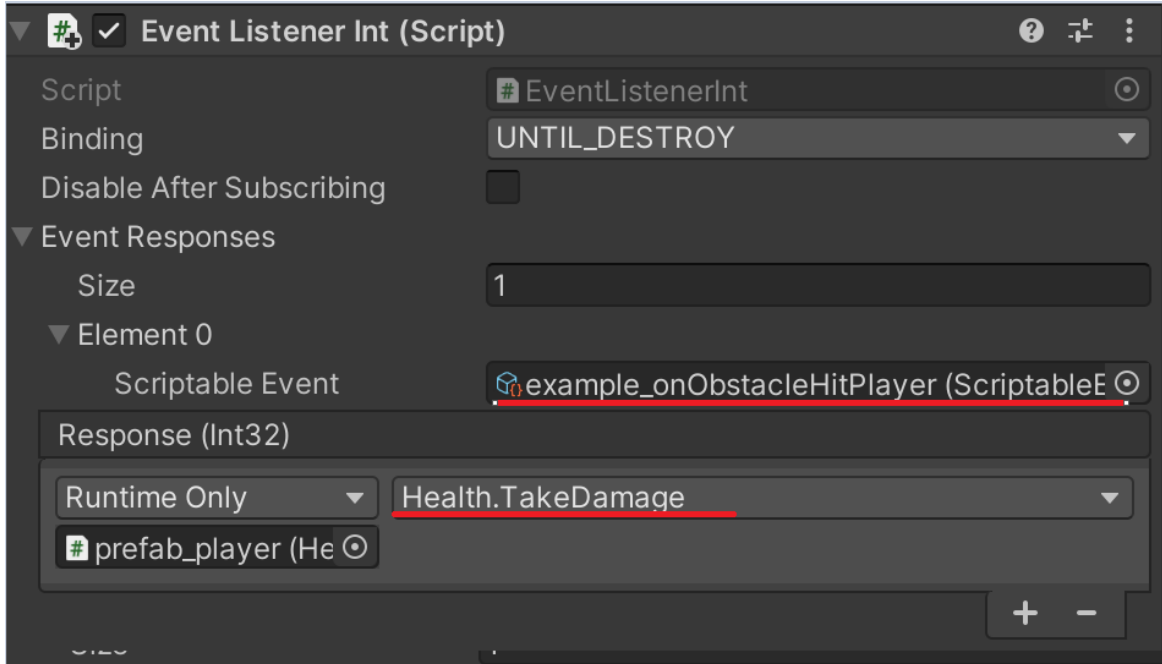 Event Listener Int (Script)
Script # EventListenerInt
Binding UNTIL_DESTROY
Disable After Subscribing
Event Responses
Size 1
Element 0
Scriptable Event example_onObstacleHitPlayer (ScriptableE
Response (Int32)
Runtime Only Health.TakeDamage
# prefab_player (He